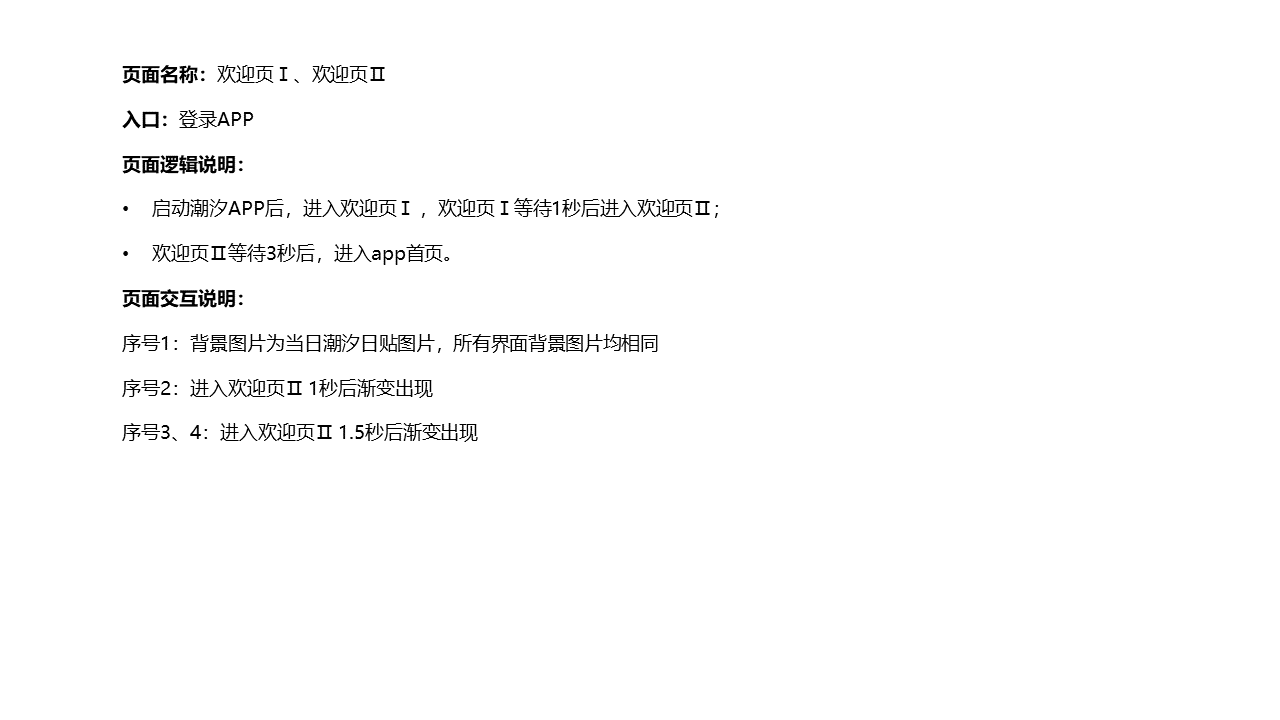 页面名称：欢迎页Ⅰ、欢迎页Ⅱ
入口：登录APP
页面逻辑说明：
• 启动潮汐APP后，进入欢迎页Ⅰ ，欢迎页Ⅰ等待1秒后进入欢迎页Ⅱ；
• 欢迎页Ⅱ等待3秒后，进入app首页。
页面交互说明：
序号1：背景图片为当日潮汐日贴图片，所有界面背景图片均相同
序号2：进入欢迎页Ⅱ 1秒后渐变出现
序号3、4：进入欢迎页Ⅱ 1.5秒后渐变出现